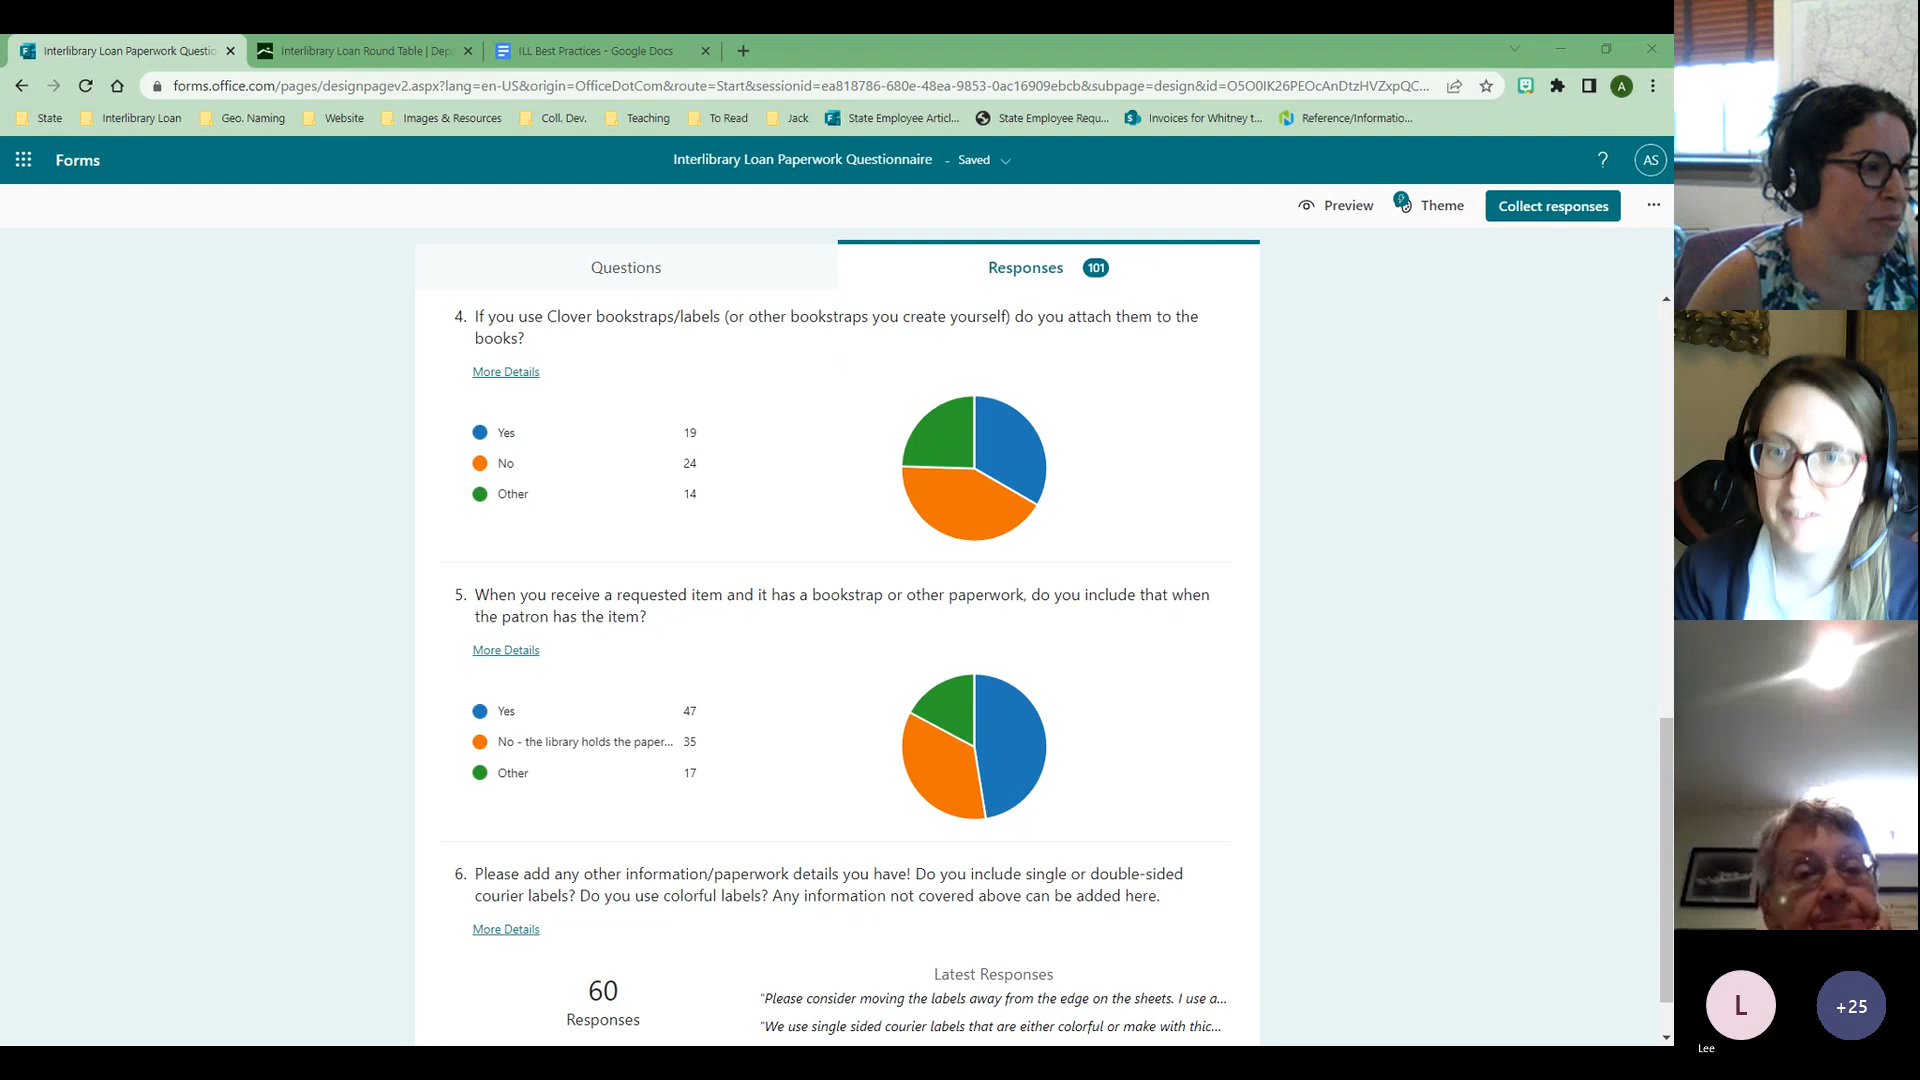 Interlibrary Loan Paperwork Questio
Interlibrary Loan Round Table | Dep
ILL Best Practices - Google Docs
forms.office.com/pages/designpagev2.aspx?lang=en-US&origin=OfficeDotCom&route=Start&sessionid=ea818786-680e-48ea-9853-0ac16909ebcb&subpage=design&id=O5O0IK26PEOcAnDtzHVZxpQC...
A
State
Interlibrary Loan
Geo. Naming
Website
Images & Resources
Coll. Dev.
Teaching
To Read
Jack
State Employee Articl...
State Employee Requ...
Invoices for Whitney t...
Reference/Informatio...
Forms
Interlibrary Loan Paperwork Questionnaire - Saved
?
AS
Preview
Theme
Collect responses
...
Questions
Responses 101
4. If you use Clover bookstraps/labels (or other bookstraps you create yourself) do you attach them to the
books?
More Details
Yes 19
No 24
Other 14
5. When you receive a requested item and it has a bookstrap or other paperwork, do you include that when
the patron has the item?
More Details
Yes 47
No - the library holds the paper... 35
Other 17
6. Please add any other information/paperwork details you have! Do you include single or double-sided
courier labels? Do you use colorful labels? Any information not covered above can be added here.
More Details
60
Responses
Latest Responses
"Please consider moving the labels away from the edge on the sheets. I use a...
"We use single sided courier labels that are either colorful or make with thic...
L
+25
Lee